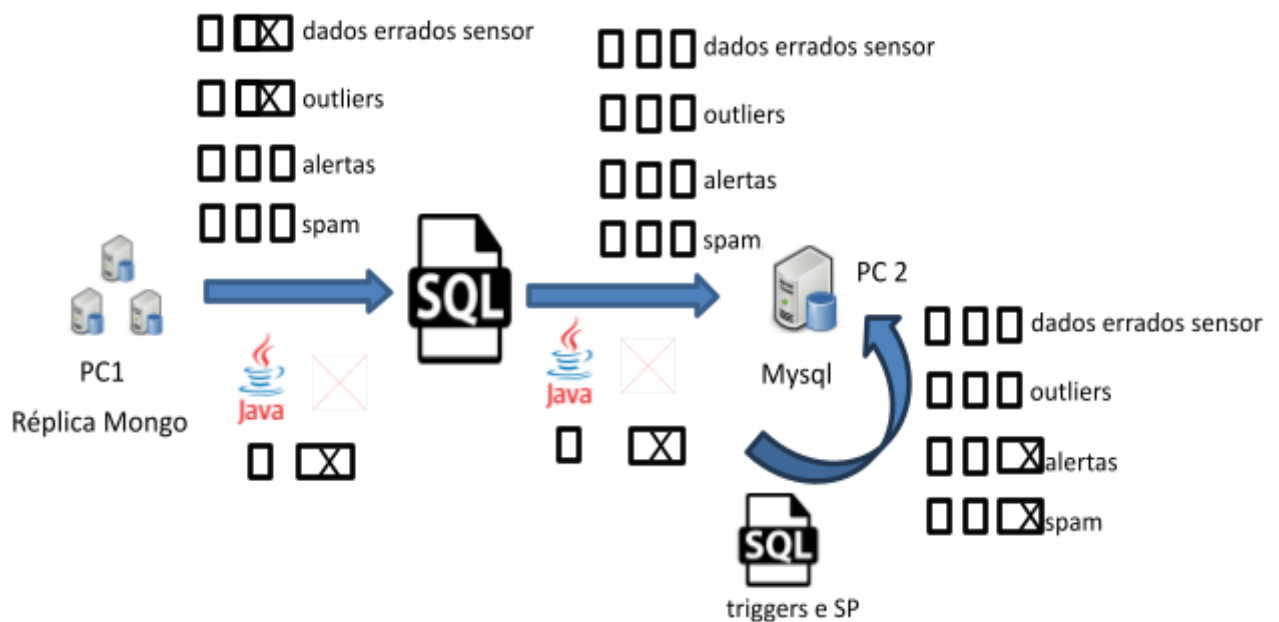 dados errados sensor
outliers
alertas
spam
dados errados sensor
outliers
alertas
spam
SQL
PC1
Réplica Mongo
Java
Java
PC 2
Mysql
dados errados sensor
outliers
alertas
spam
SQL
triggers e SP